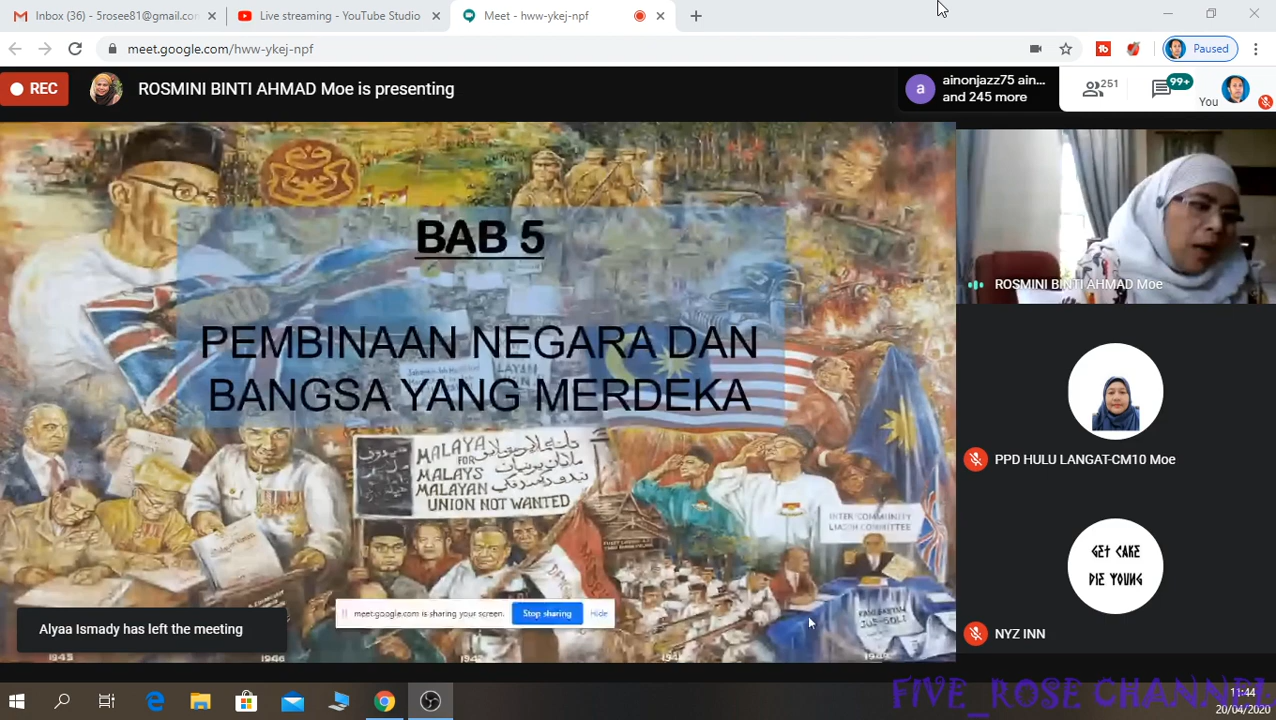 Inbox (36) - 5rosee81@gmail.co
Live streaming - YouTube Studio
Meet - hww-ykej-npf
meet.google.com/hww-ykej-npf
Paused
REC
ROSMINI BINTI AHMAD Moe is presenting
a
ainonjazz75 ain...
and 245 more
251
99+
You
BAB 5
PEMBINAAN NEGARA DAN
BANGSA YANG MERDEKA
MALAYA
FOR
MALAYS
MALAYAN
UNION NOT WANTED
INTER-COMMUNITY
LIAISON COMMITTEE
JUS-SOLI
ROSMINI BINTI AHMAD Moe
PPD HULU LANGAT-CM10 Moe
GET CAKE
DIE YOUNG
NYZ INN
meet.google.com is sharing your screen.
Stop sharing
Hide
Alyaa Ismady has left the meeting
1945
1946
FIVE_ROSE CHANNEL
11:44
20/04/2020